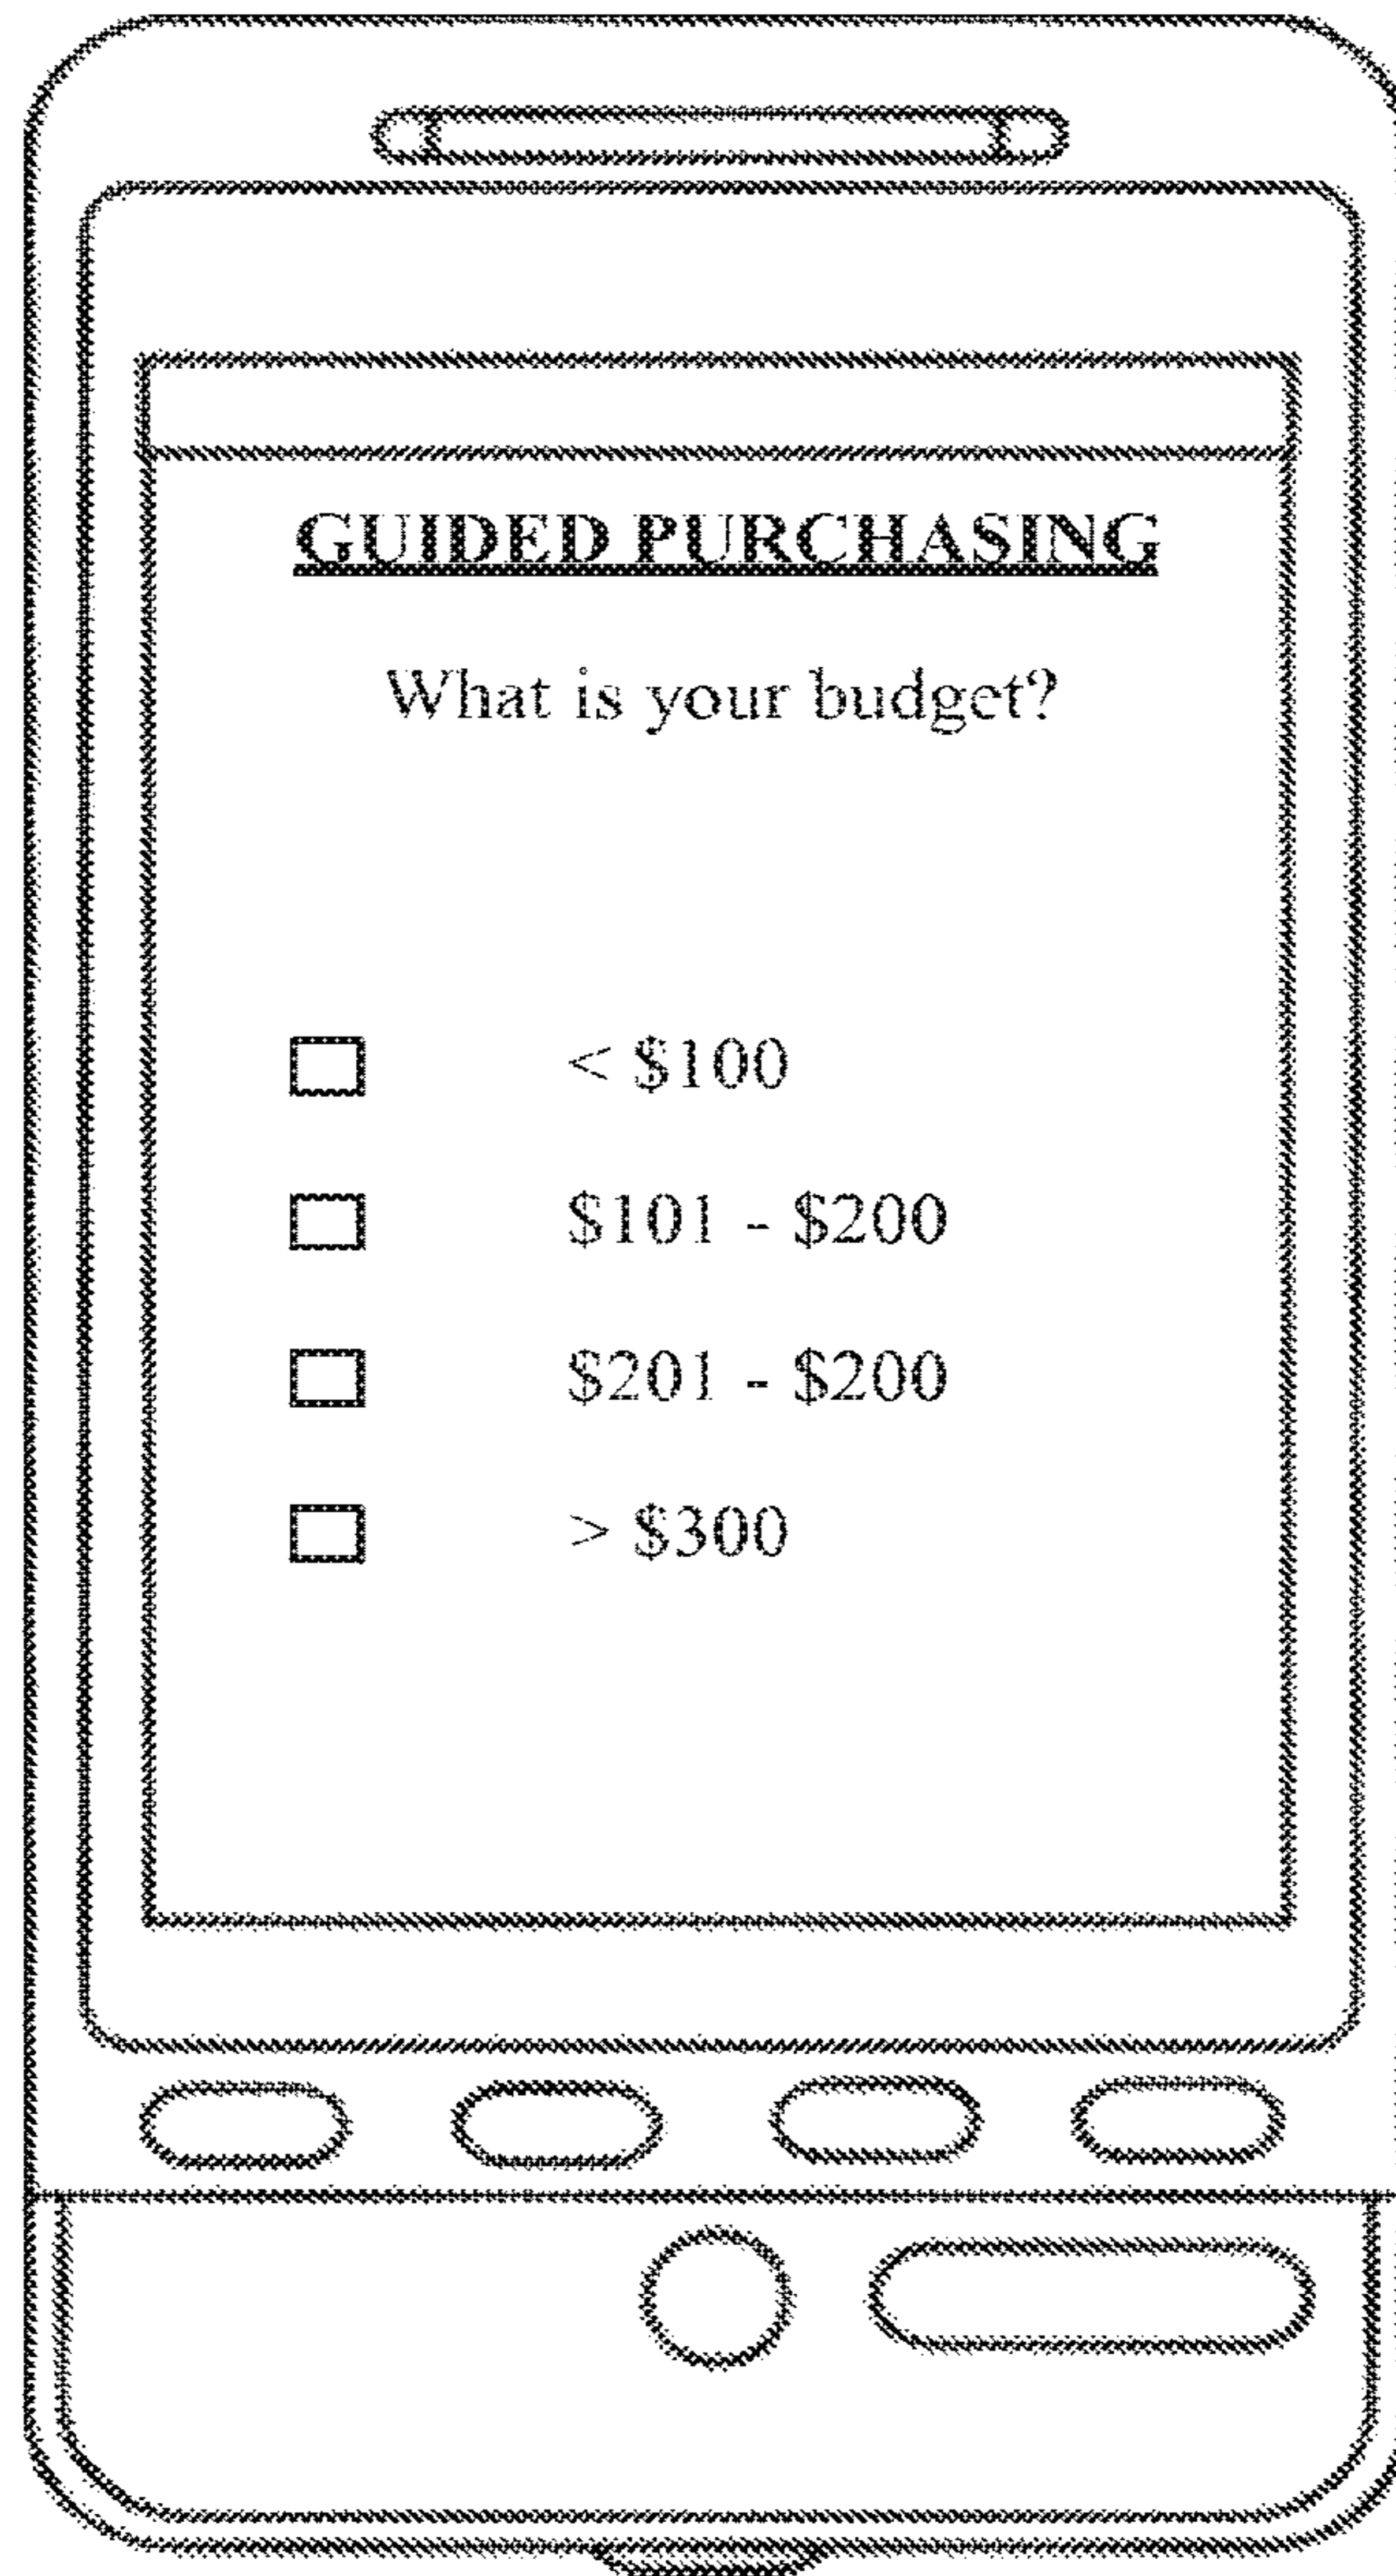 GUIDED PURCHASING
What is your budget?
< $100
$101 - $200
$201 - $200
> $300